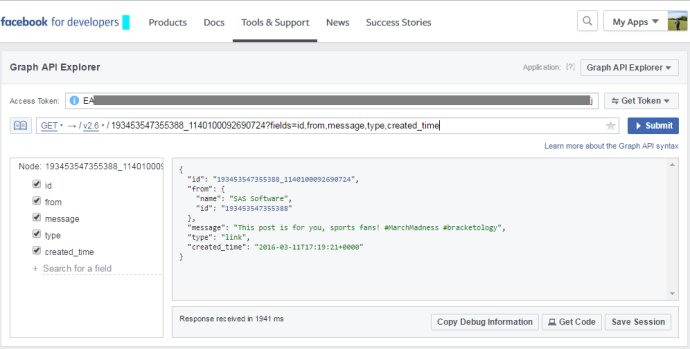 facebook for developers Products Docs Tools & Support News Success Stories My Apps
Graph API Explorer Application: [?] Graph API Explorer
Access Token: EA Get Token
GET → / v2.6 / 193453547355388_1140100092690724?fields=id,from,message,type,created_time Submit
Learn more about the Graph API syntax
Node: 193453547355388_1140100
id
from
message
type
created_time
+ Search for a field
{
"id": "193453547355388_1140100092690724",
"from": {
"name": "SAS Software",
"id": "193453547355388"
},
"message": "This post is for you, sports fans! #MarchMadness #bracketology",
"type": "link",
"created_time": "2016-03-11T17:19:21+0000"
}
Response received in 1941 ms Copy Debug Information Get Code Save Session